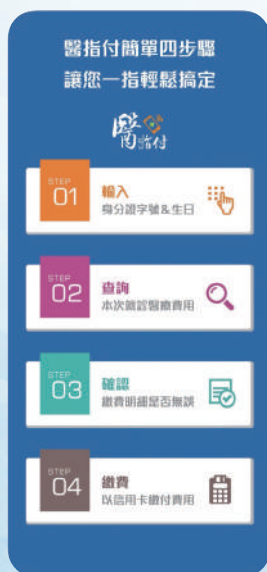 醫指付簡單四步驟
讓您一指輕鬆搞定
醫指付
STEP
01
輸入
身分證字號&生日
STEP
02
查詢
本次就診醫療費用
STEP
03
確認
繳費明細是否無誤
STEP
04
繳費
以信用卡繳付費用